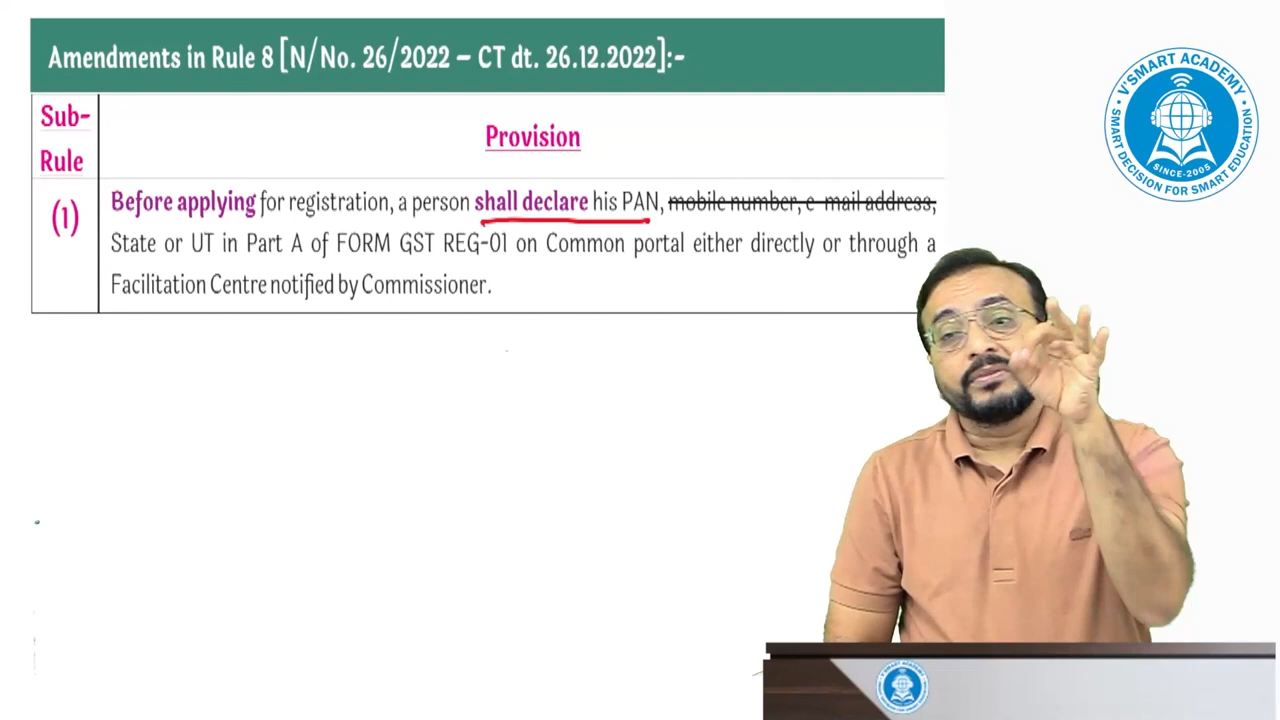 Amendments in Rule 8 [N/No. 26/2022 – CT dt. 26.12.2022]:-
Sub-
Rule
Provision
(1)
Before applying for registration, a person shall declare his PAN, mobile number, e-mail address,
State or UT in Part A of FORM GST REG-01 on Common portal either directly or through a
Facilitation Centre notified by Commissioner.
V'SMART ACADEMY
SINCE-2005
• SMART DECISION FOR SMART EDUCATION •
V'SMART ACADEMY